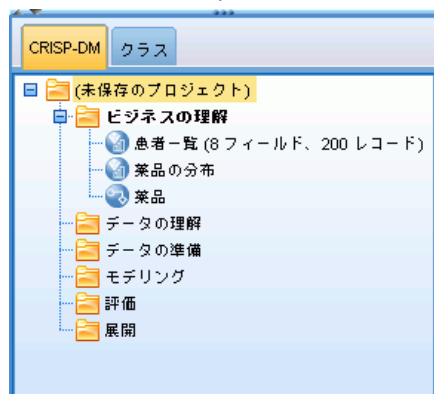 CRISP-DM クラス
(未保存のプロジェクト)
ビジネスの理解
患者一覧 (8 フィールド、200 レコード)
薬品の分布
薬品
データの理解
データの準備
モデリング
評価
展開